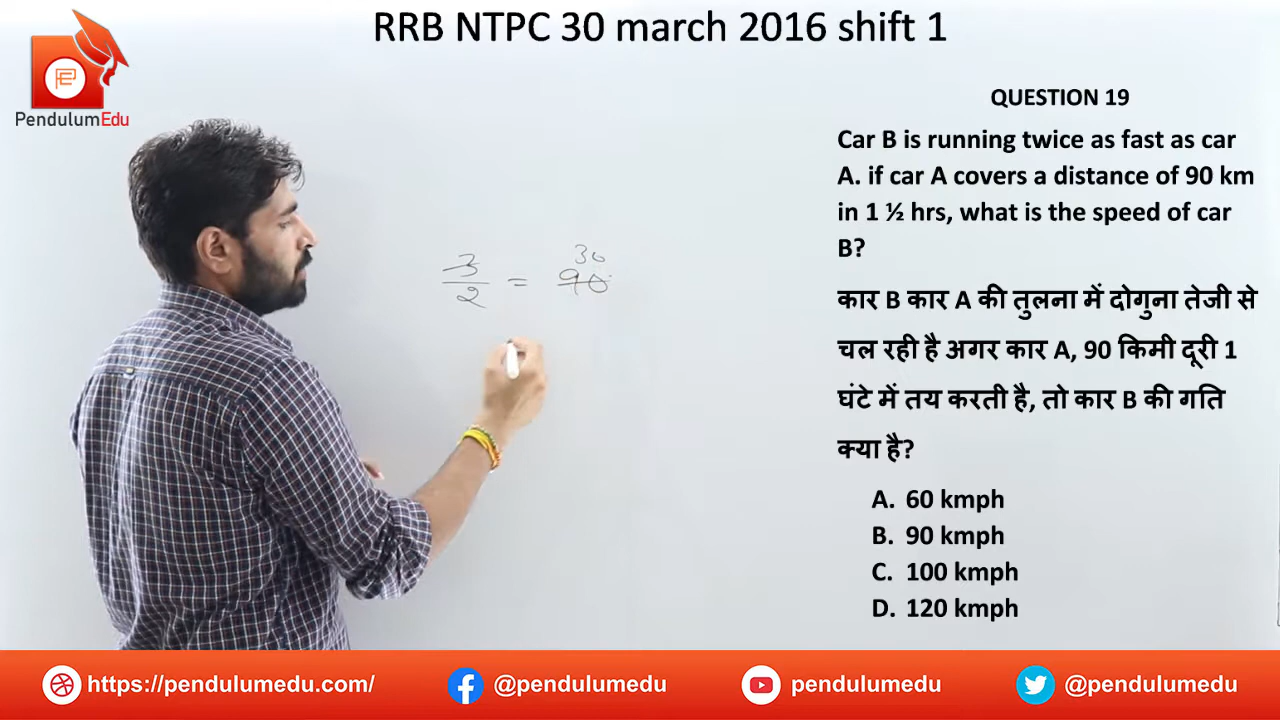 RRB NTPC 30 march 2016 shift 1
PendulumEdu
QUESTION 19
Car B is running twice as fast as car
A. if car A covers a distance of 90 km
in 1 ½ hrs, what is the speed of car
B?
कार B कार A की तुलना में दोगुना तेजी से
चल रही है अगर कार A, 90 किमी दूरी 1
घंटे में तय करती है, तो कार B की गति
क्या है?
A. 60 kmph
B. 90 kmph
C. 100 kmph
D. 120 kmph
30
3 = 90
2
https://pendulumedu.com/
@pendulumedu
pendulumedu
@pendulumedu